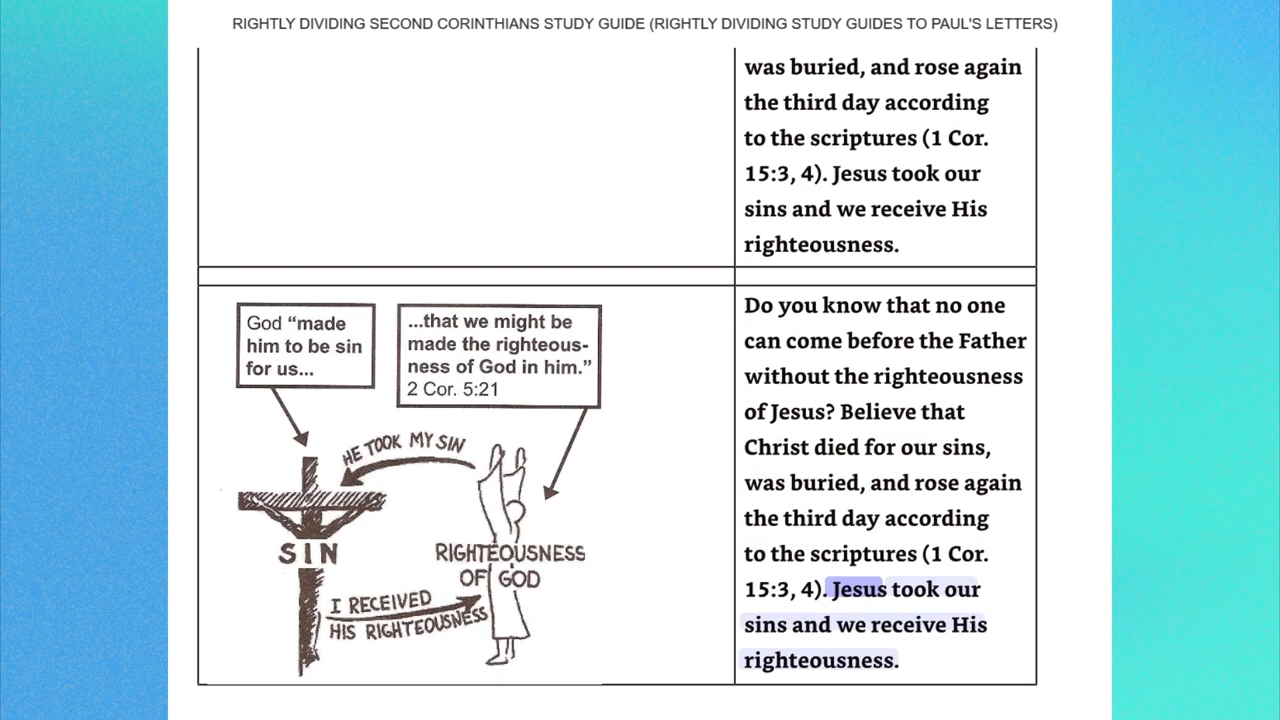 RIGHTLY DIVIDING SECOND CORINTHIANS STUDY GUIDE (RIGHTLY DIVIDING STUDY GUIDES TO PAUL'S LETTERS)
was buried, and rose again
the third day according
to the scriptures (1 Cor.
15:3, 4). Jesus took our
sins and we receive His
righteousness.
God “made
him to be sin
for us...
...that we might be
made the righteous-
ness of God in him.”
2 Cor. 5:21
HE TOOK MY SIN
SIN
RIGHTEOUSNESS
OF GOD
I RECEIVED
HIS RIGHTEOUSNESS
Do you know that no one
can come before the Father
without the righteousness
of Jesus? Believe that
Christ died for our sins,
was buried, and rose again
the third day according
to the scriptures (1 Cor.
15:3, 4). Jesus took our
sins and we receive His
righteousness.